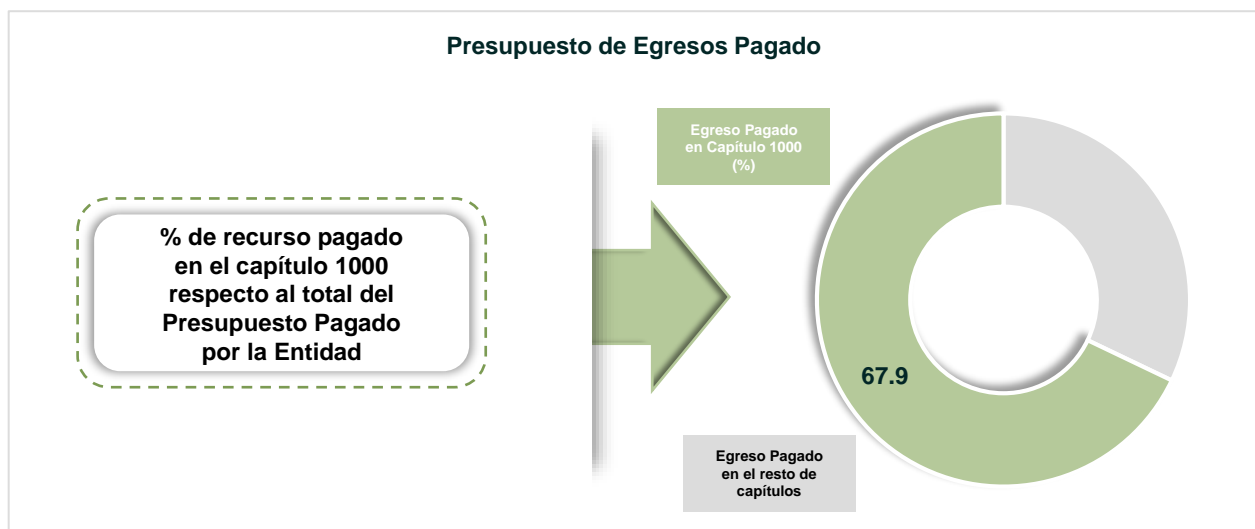 Presupuesto de Egresos Pagado
Egreso Pagado
en Capítulo 1000
(%)
% de recurso pagado
en el capítulo 1000
respecto al total del
Presupuesto Pagado
por la Entidad
67.9
Egreso Pagado
en el resto de
capítulos